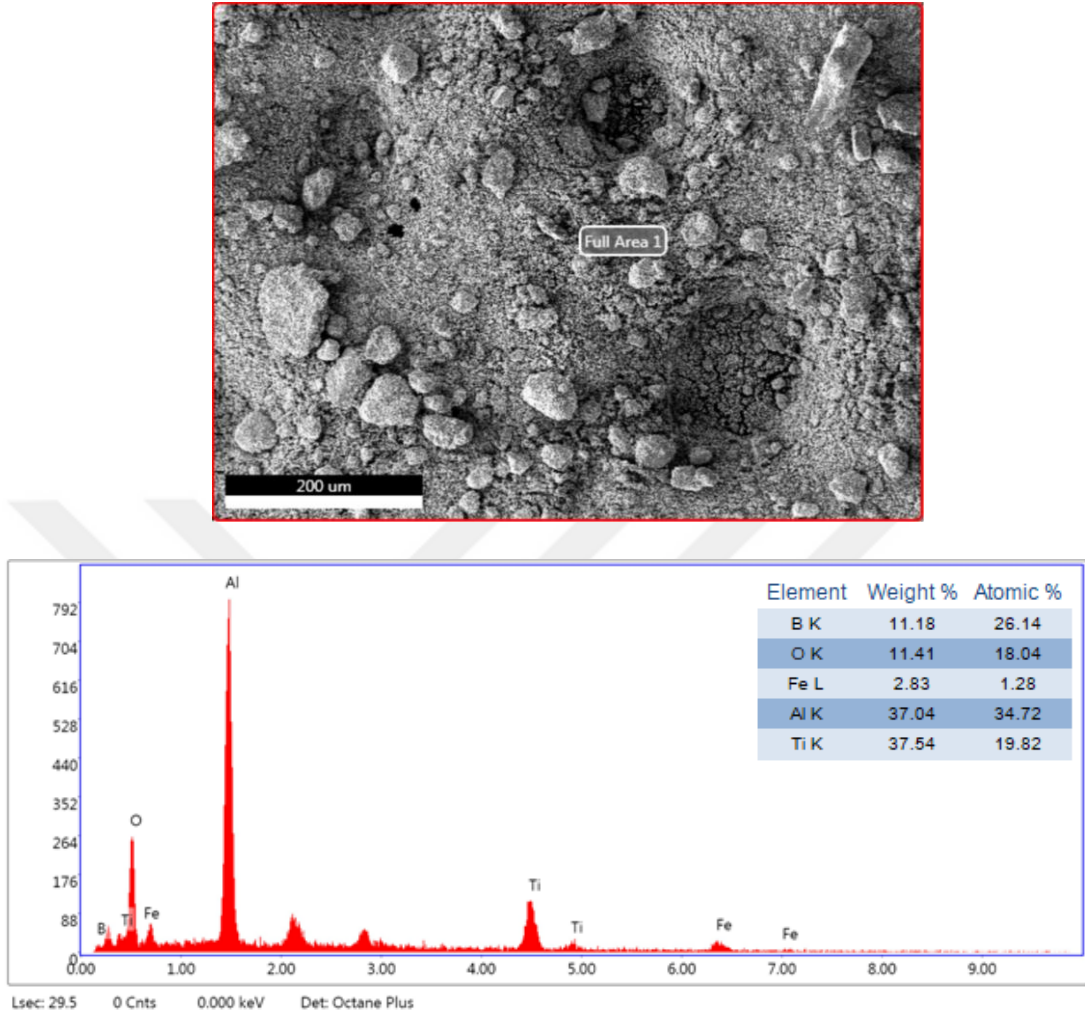 Full Area 1
200 um
Al
Element Weight % Atomic %
792
B K 11.18 26.14
704
O K 11.41 18.04
616
Fe L 2.83 1.28
528
Al K 37.04 34.72
440
Ti K 37.54 19.82
352
264
O
176
Ti
88
B Ti Fe Ti Fe Fe
0.00 1.00 2.00 3.00 4.00 5.00 6.00 7.00 8.00 9.00
Lsec: 29.5 0 Cnts 0.000 keV Det: Octane Plus